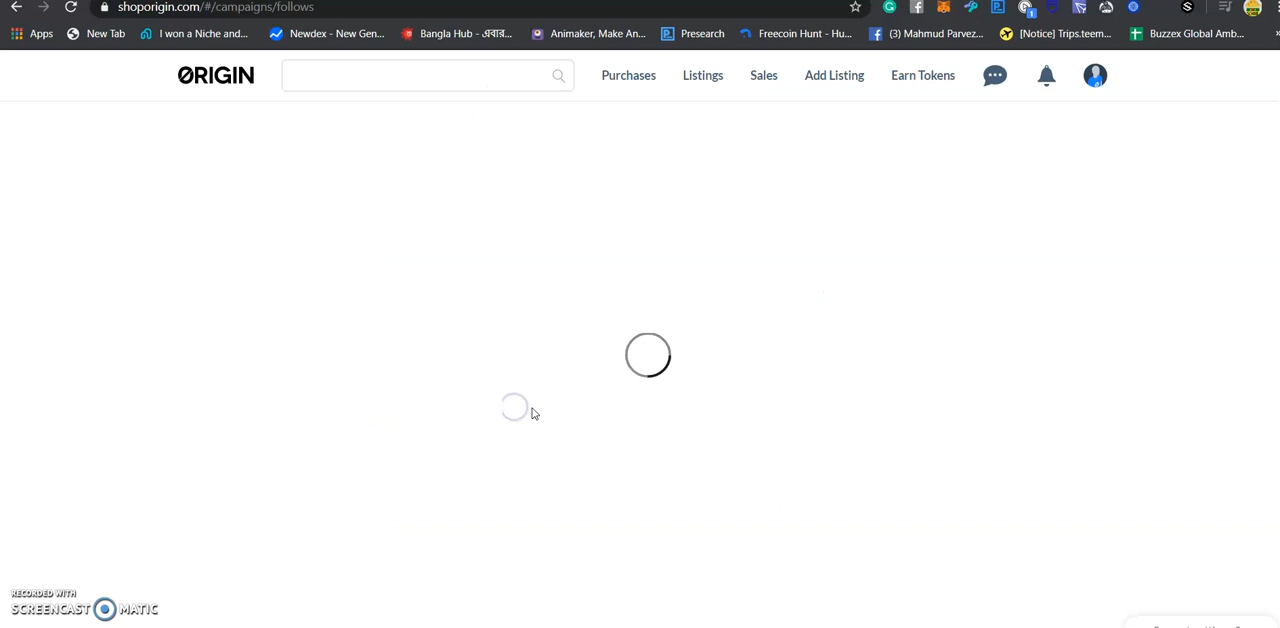 shoporigin.com/#/campaigns/follows
Apps New Tab I won a Niche and... Newdex - New Gen... Bangla Hub - এবার... Animaker, Make An... Presearch Freecoin Hunt - Hu... (3) Mahmud Parvez... [Notice] Trips.teem... Buzzex Global Amb...
ORIGIN Purchases Listings Sales Add Listing Earn Tokens
RECORDED WITH
SCREENCAST MATIC